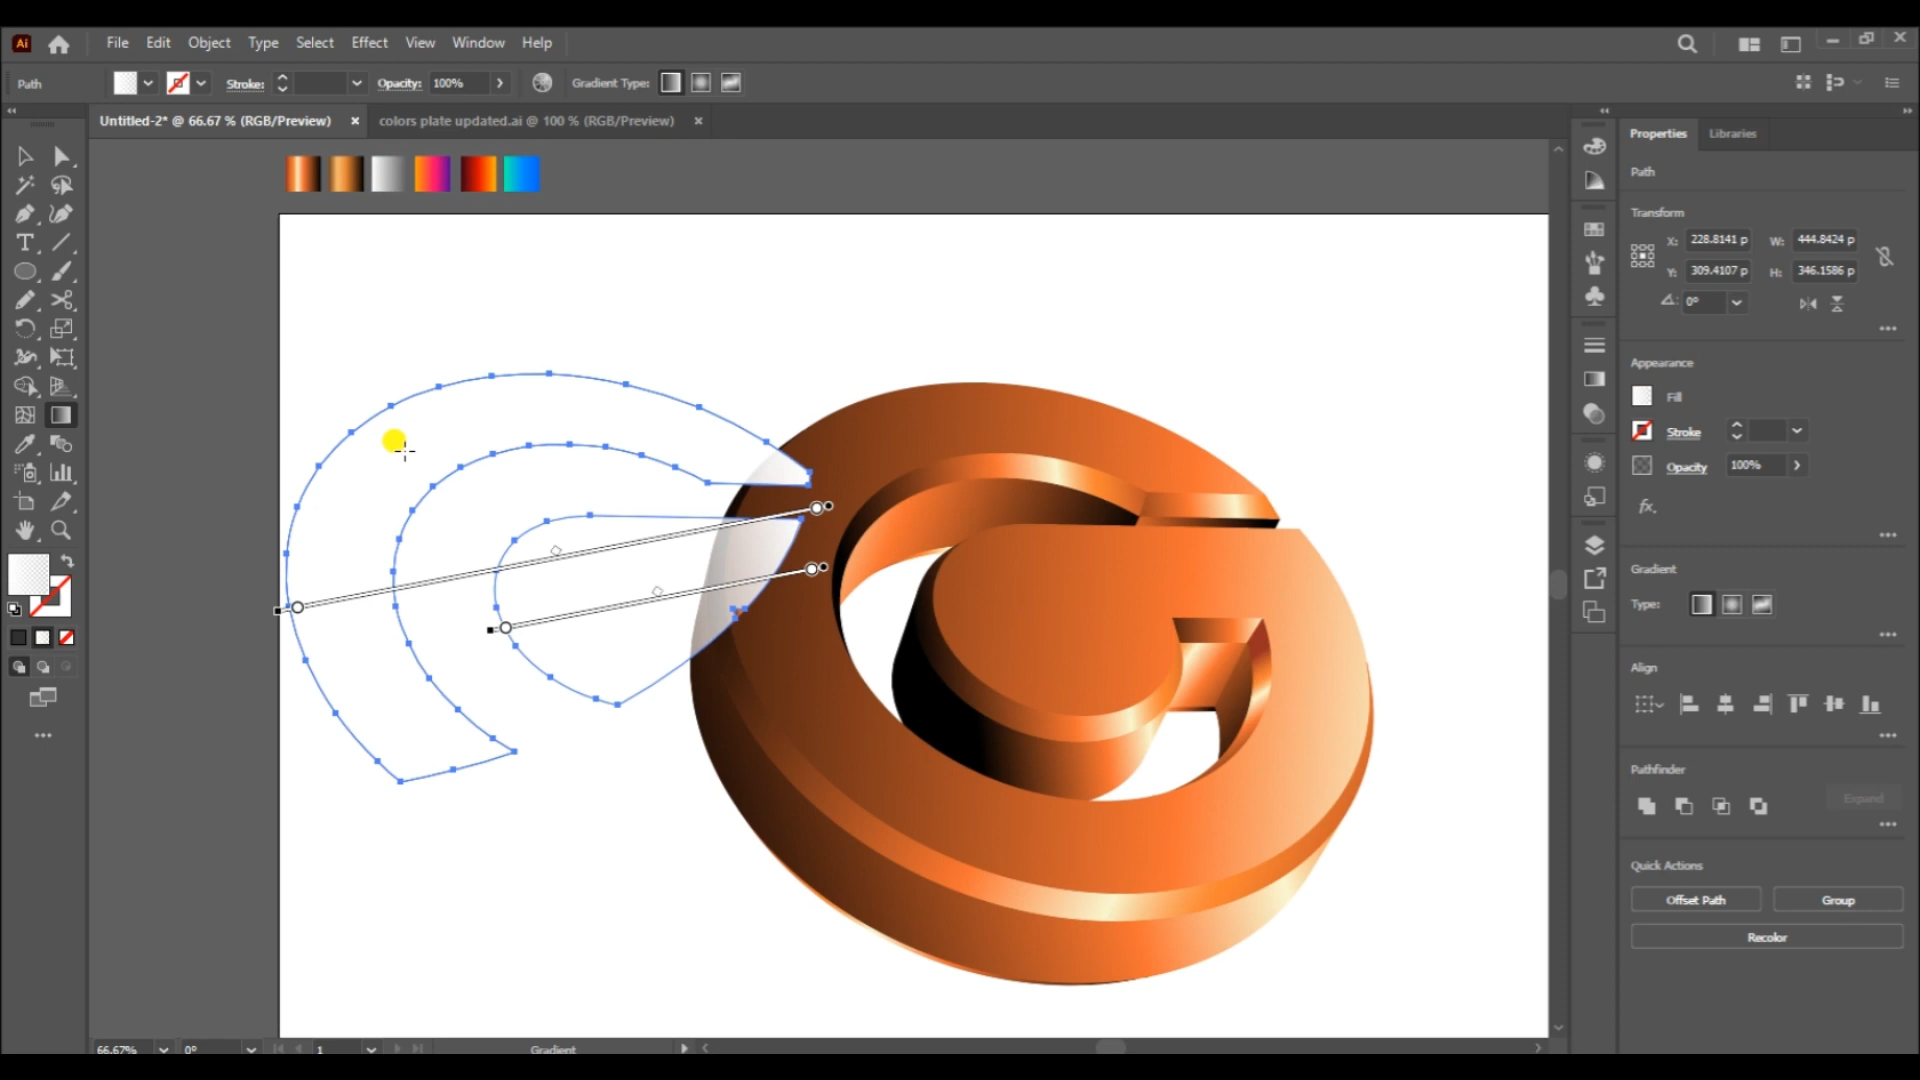 Ai File Edit Object Type Select Effect View Window Help
Path Stroke: Opacity: 100% Gradient Type:
Untitled-2* @ 66.67 % (RGB/Preview) × colors plate updated.ai @ 100 % (RGB/Preview) ×
Properties Libraries
Path
Transform
X: 228.8141 p W: 444.8424 p
Y: 309.4107 p H: 346.1586 p
0°
Appearance
Fill
Stroke
Opacity 100%
fx.
Gradient
Type:
Align
Pathfinder
Expand
Quick Actions
Offset Path Group
Recolor
66.67% 0° 1 Gradient